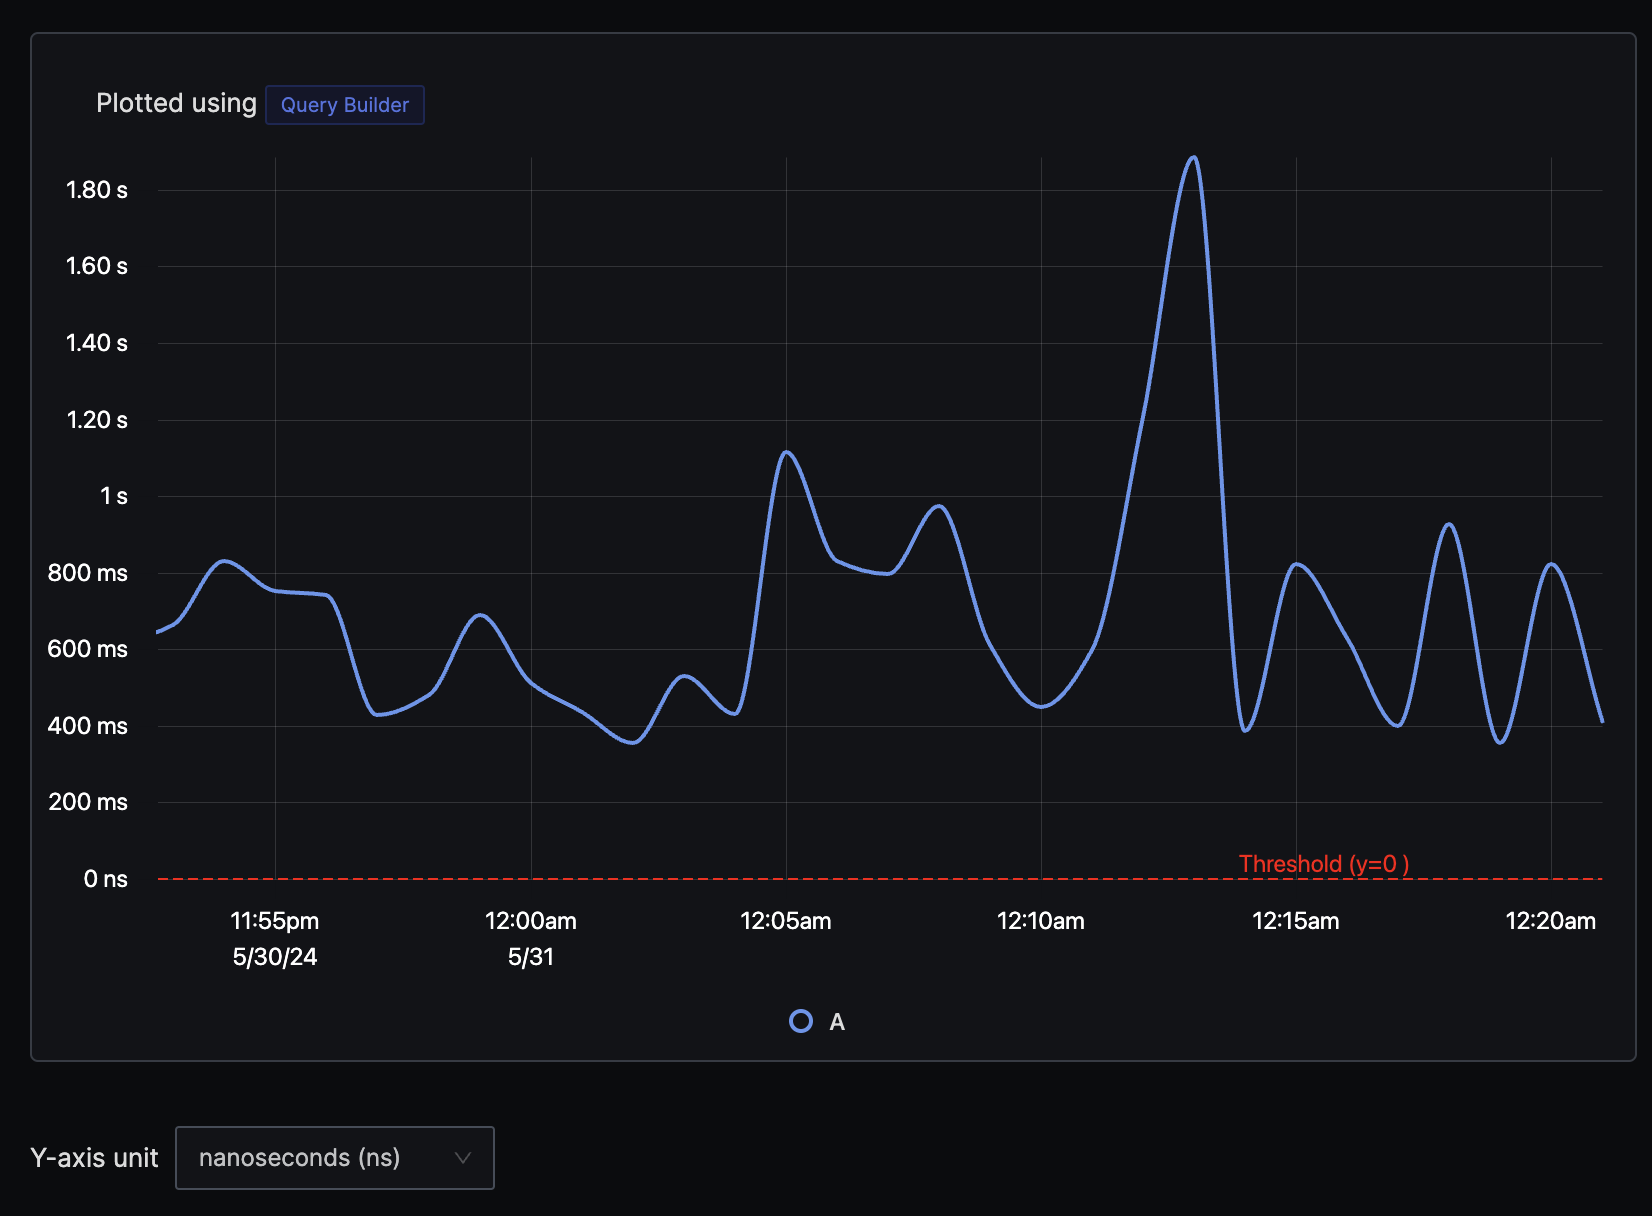 Plotted using Query Builder
1.80 s
1.60 s
1.40 s
1.20 s
1 s
800 ms
600 ms
400 ms
200 ms
0 ns
Threshold (y=0 )
11:55pm 12:00am 12:05am 12:10am 12:15am 12:20am
5/30/24 5/31
A
Y-axis unit nanoseconds (ns)